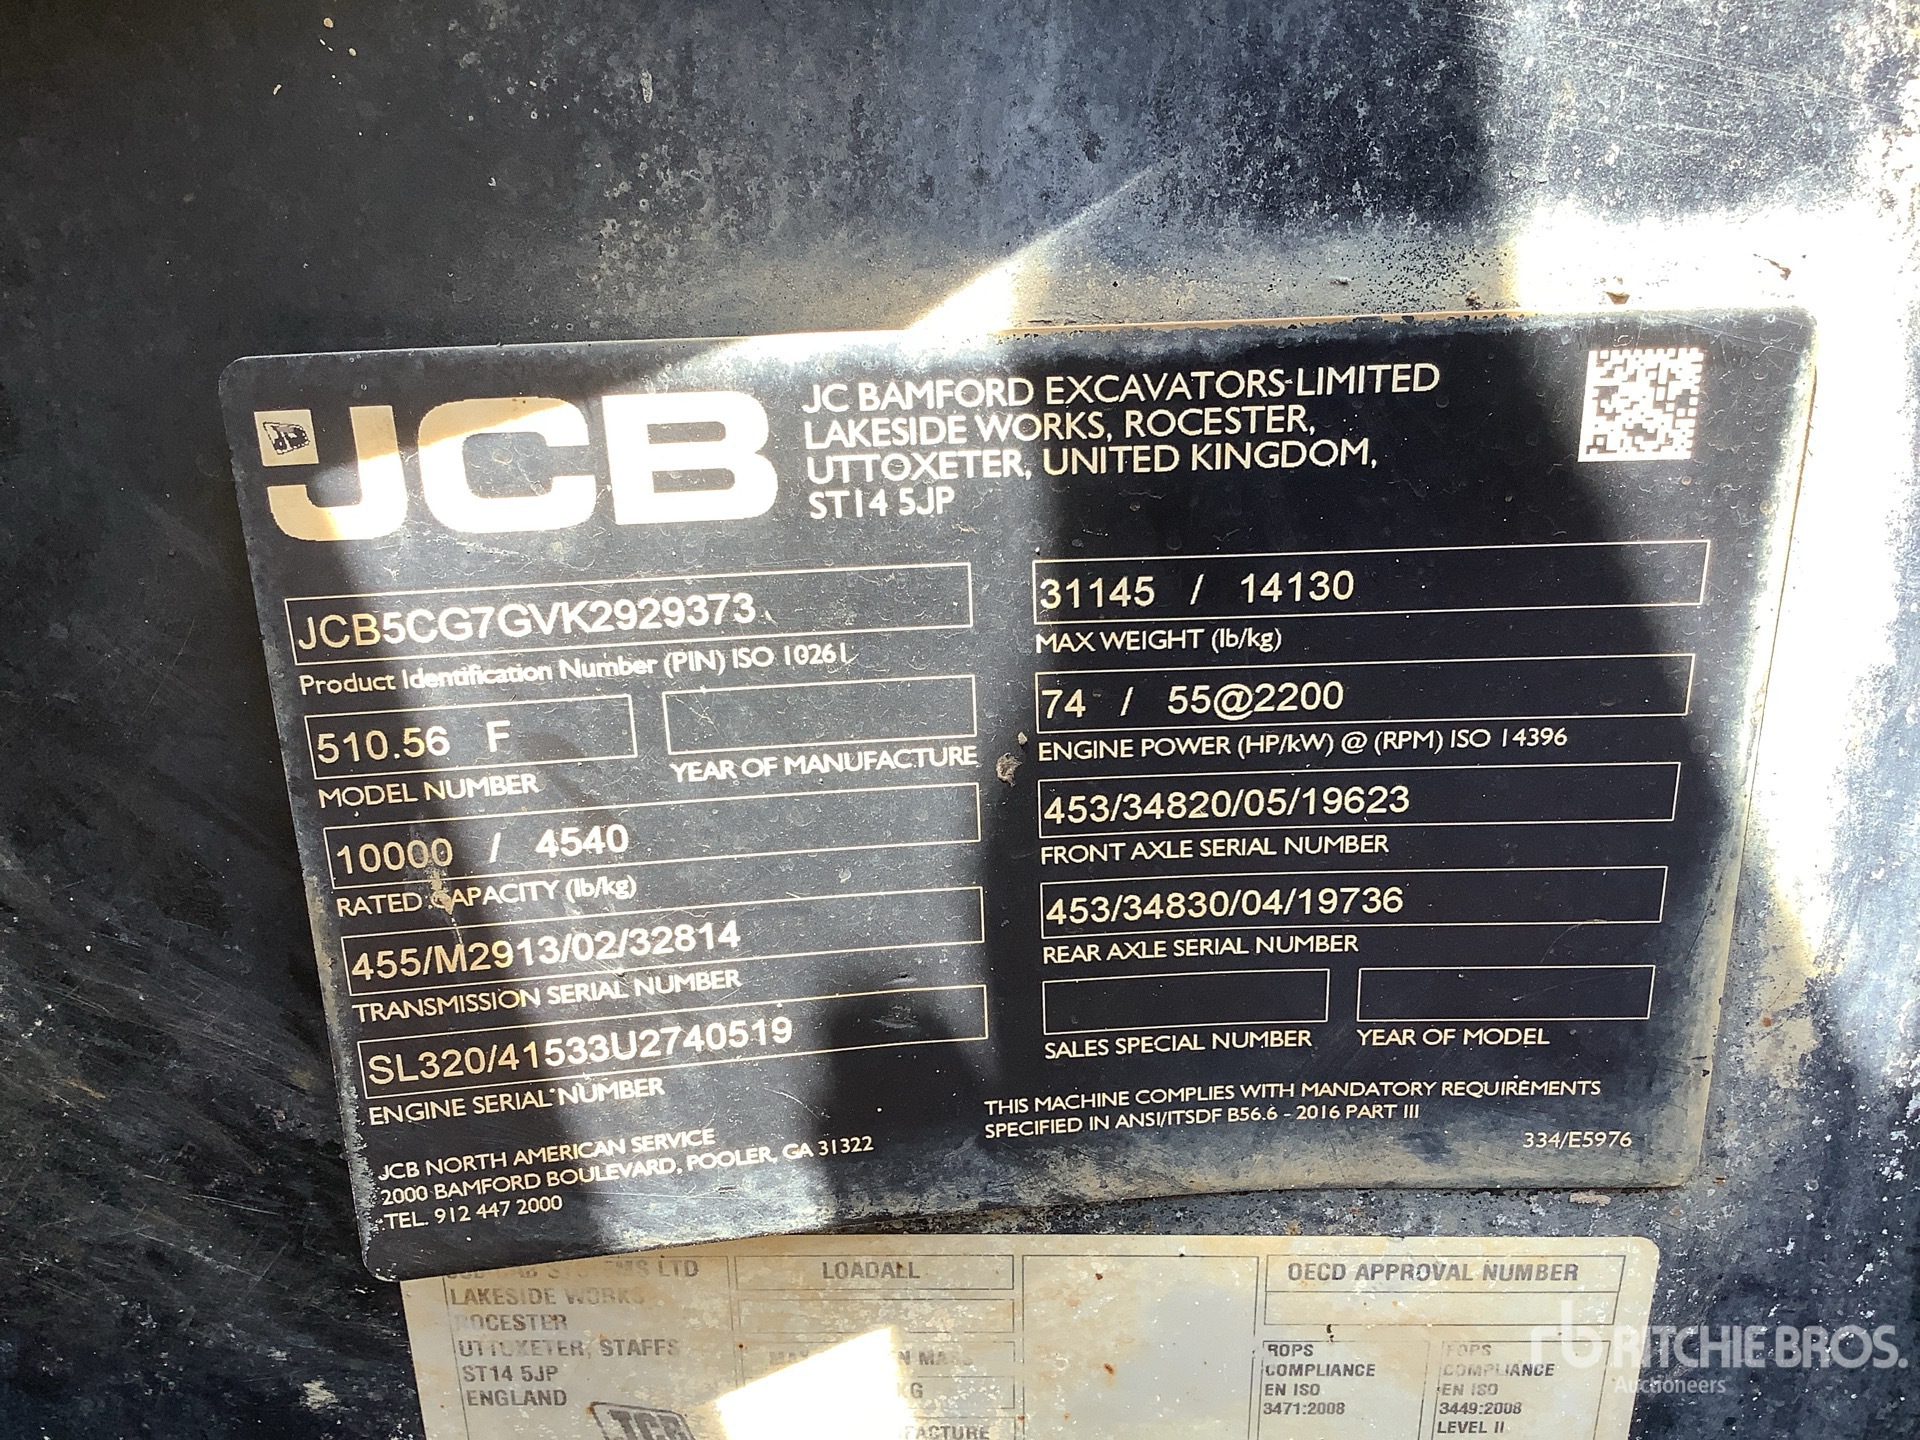 JCB
JC BAMFORD EXCAVATORS LIMITED
LAKESIDE WORKS, ROCESTER,
UTTOXETER, UNITED KINGDOM,
ST14 5JP
JCB5CG7GVK2929373
Product Identification Number (PIN) ISO 10261
510.56 F
MODEL NUMBER
YEAR OF MANUFACTURE
10000 / 4540
RATED CAPACITY (lb/kg)
455/M2913/02/32814
TRANSMISSION SERIAL NUMBER
SL320/41533U2740519
ENGINE SERIAL NUMBER
JCB NORTH AMERICAN SERVICE
2000 BAMFORD BOULEVARD, POOLER, GA 31322
TEL. 912 447 2000
31145 / 14130
MAX WEIGHT (lb/kg)
74 / 55@2200
ENGINE POWER (HP/kW) @ (RPM) ISO 14396
453/34820/05/19623
FRONT AXLE SERIAL NUMBER
453/34830/04/19736
REAR AXLE SERIAL NUMBER
SALES SPECIAL NUMBER
YEAR OF MODEL
THIS MACHINE COMPLIES WITH MANDATORY REQUIREMENTS
SPECIFIED IN ANSI/ITSDF B56.6 - 2016 PART III
334/E5976
LTD
LAKESIDE WORKS
ROCESTER
UTTOXETER, STAFFS
ST14 5JP
ENGLAND
JCB
LOADALL
KG
OECD APPROVAL NUMBER
ROPS
COMPLIANCE
EN ISO
3471:2008
FOPS
COMPLIANCE
EN ISO
3449:2008
LEVEL II
rb RITCHIE BROS.
Auctioneers